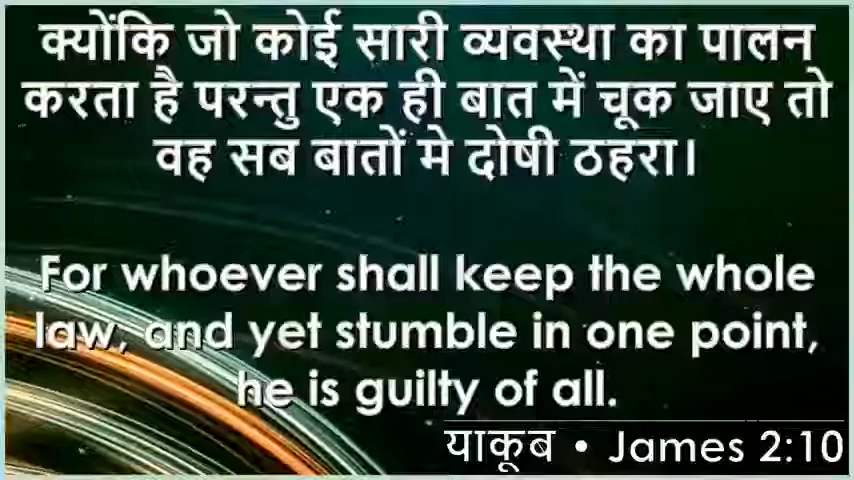 क्योंकि जो कोई सारी व्यवस्था का पालन
करता है परन्तु एक ही बात में चूक जाए तो
वह सब बातों मे दोषी ठहरा।
For whoever shall keep the whole
law, and yet stumble in one point,
he is guilty of all.
याकूब • James 2:10